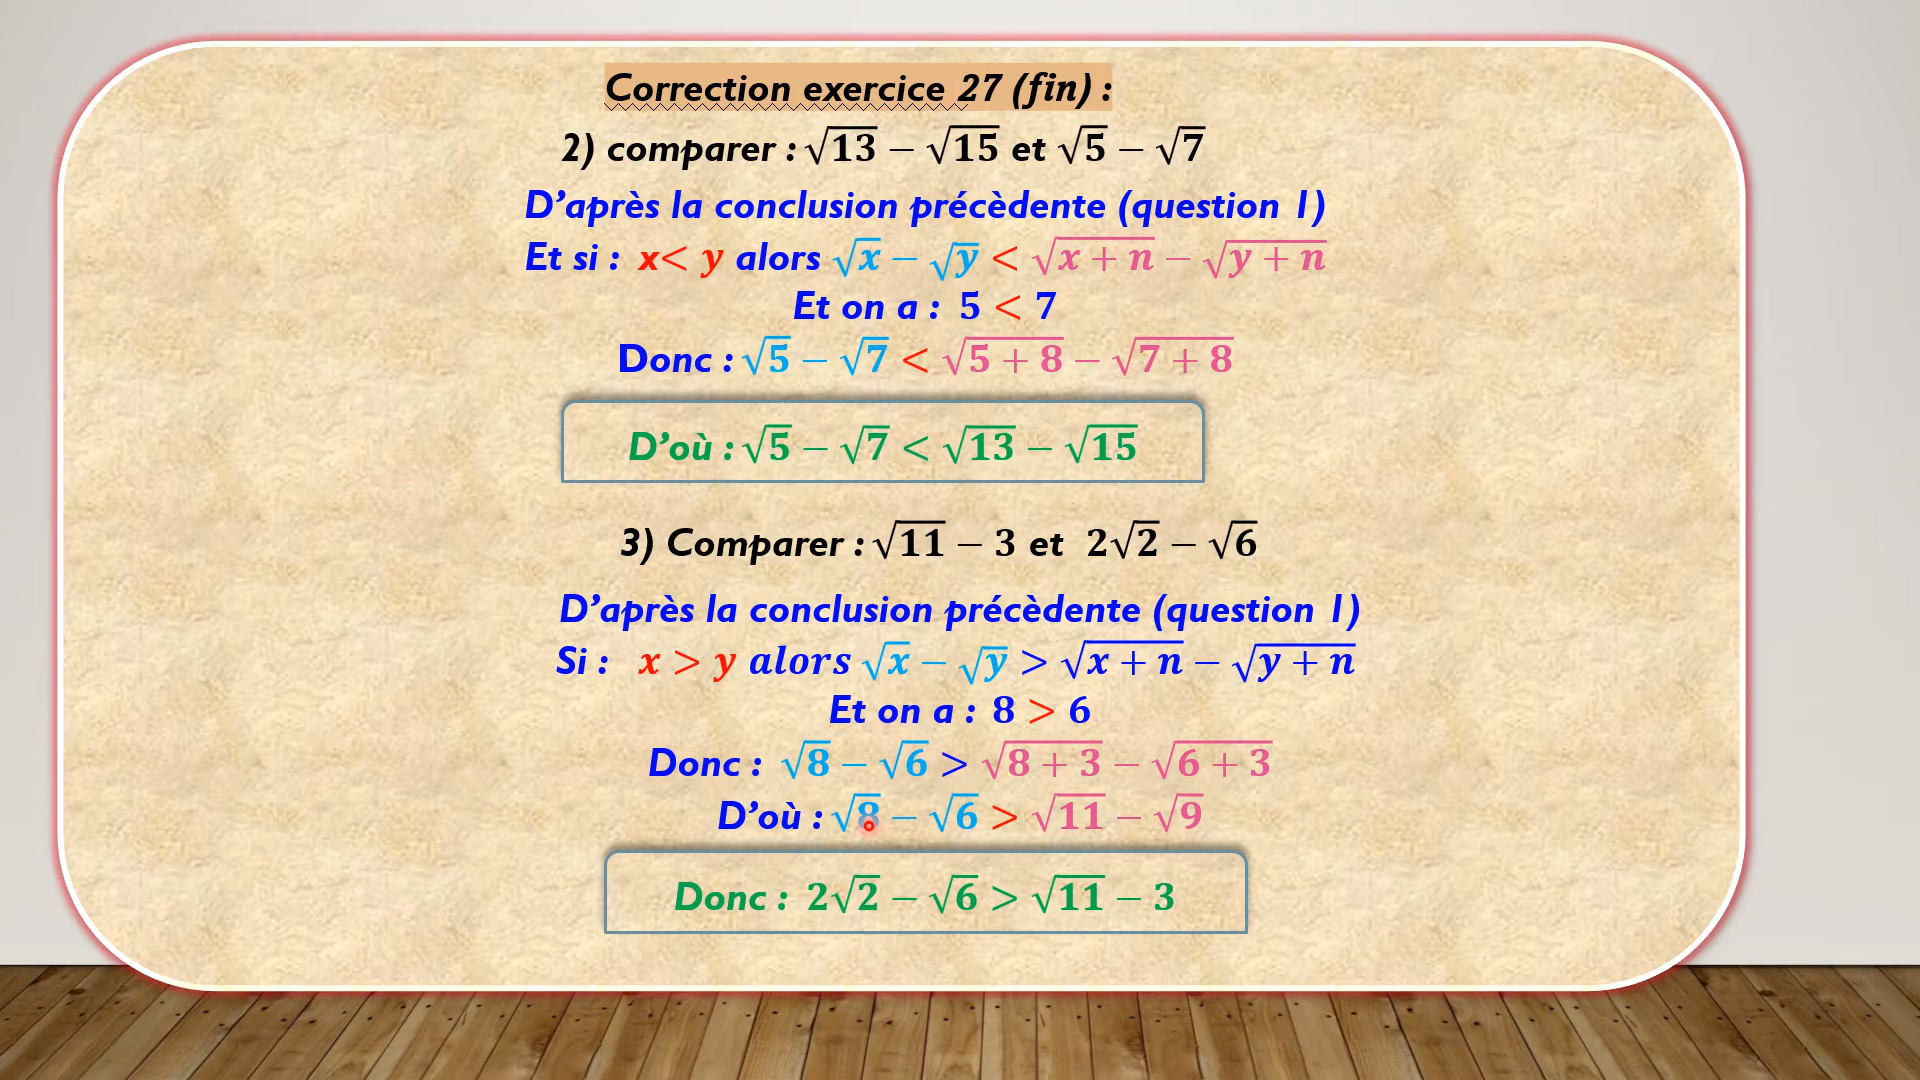 Correction exercice 27 (fin) :
2) comparer : √13 − √15 et √5 − √7
D’après la conclusion précèdente (question 1)
Et si : x< y alors √x − √y < √(x + n) − √(y + n)
Et on a : 5 < 7
Donc : √5 − √7 < √(5 + 8) − √(7 + 8)
D’où : √5 − √7 < √13 − √15
3) Comparer : √11 − 3 et 2√2 − √6
D’après la conclusion précèdente (question 1)
Si : x > y alors √x − √y > √(x + n) − √(y + n)
Et on a : 8 > 6
Donc : √8 − √6 > √(8 + 3) − √(6 + 3)
D’où : √8 − √6 > √11 − √9
Donc : 2√2 − √6 > √11 − 3